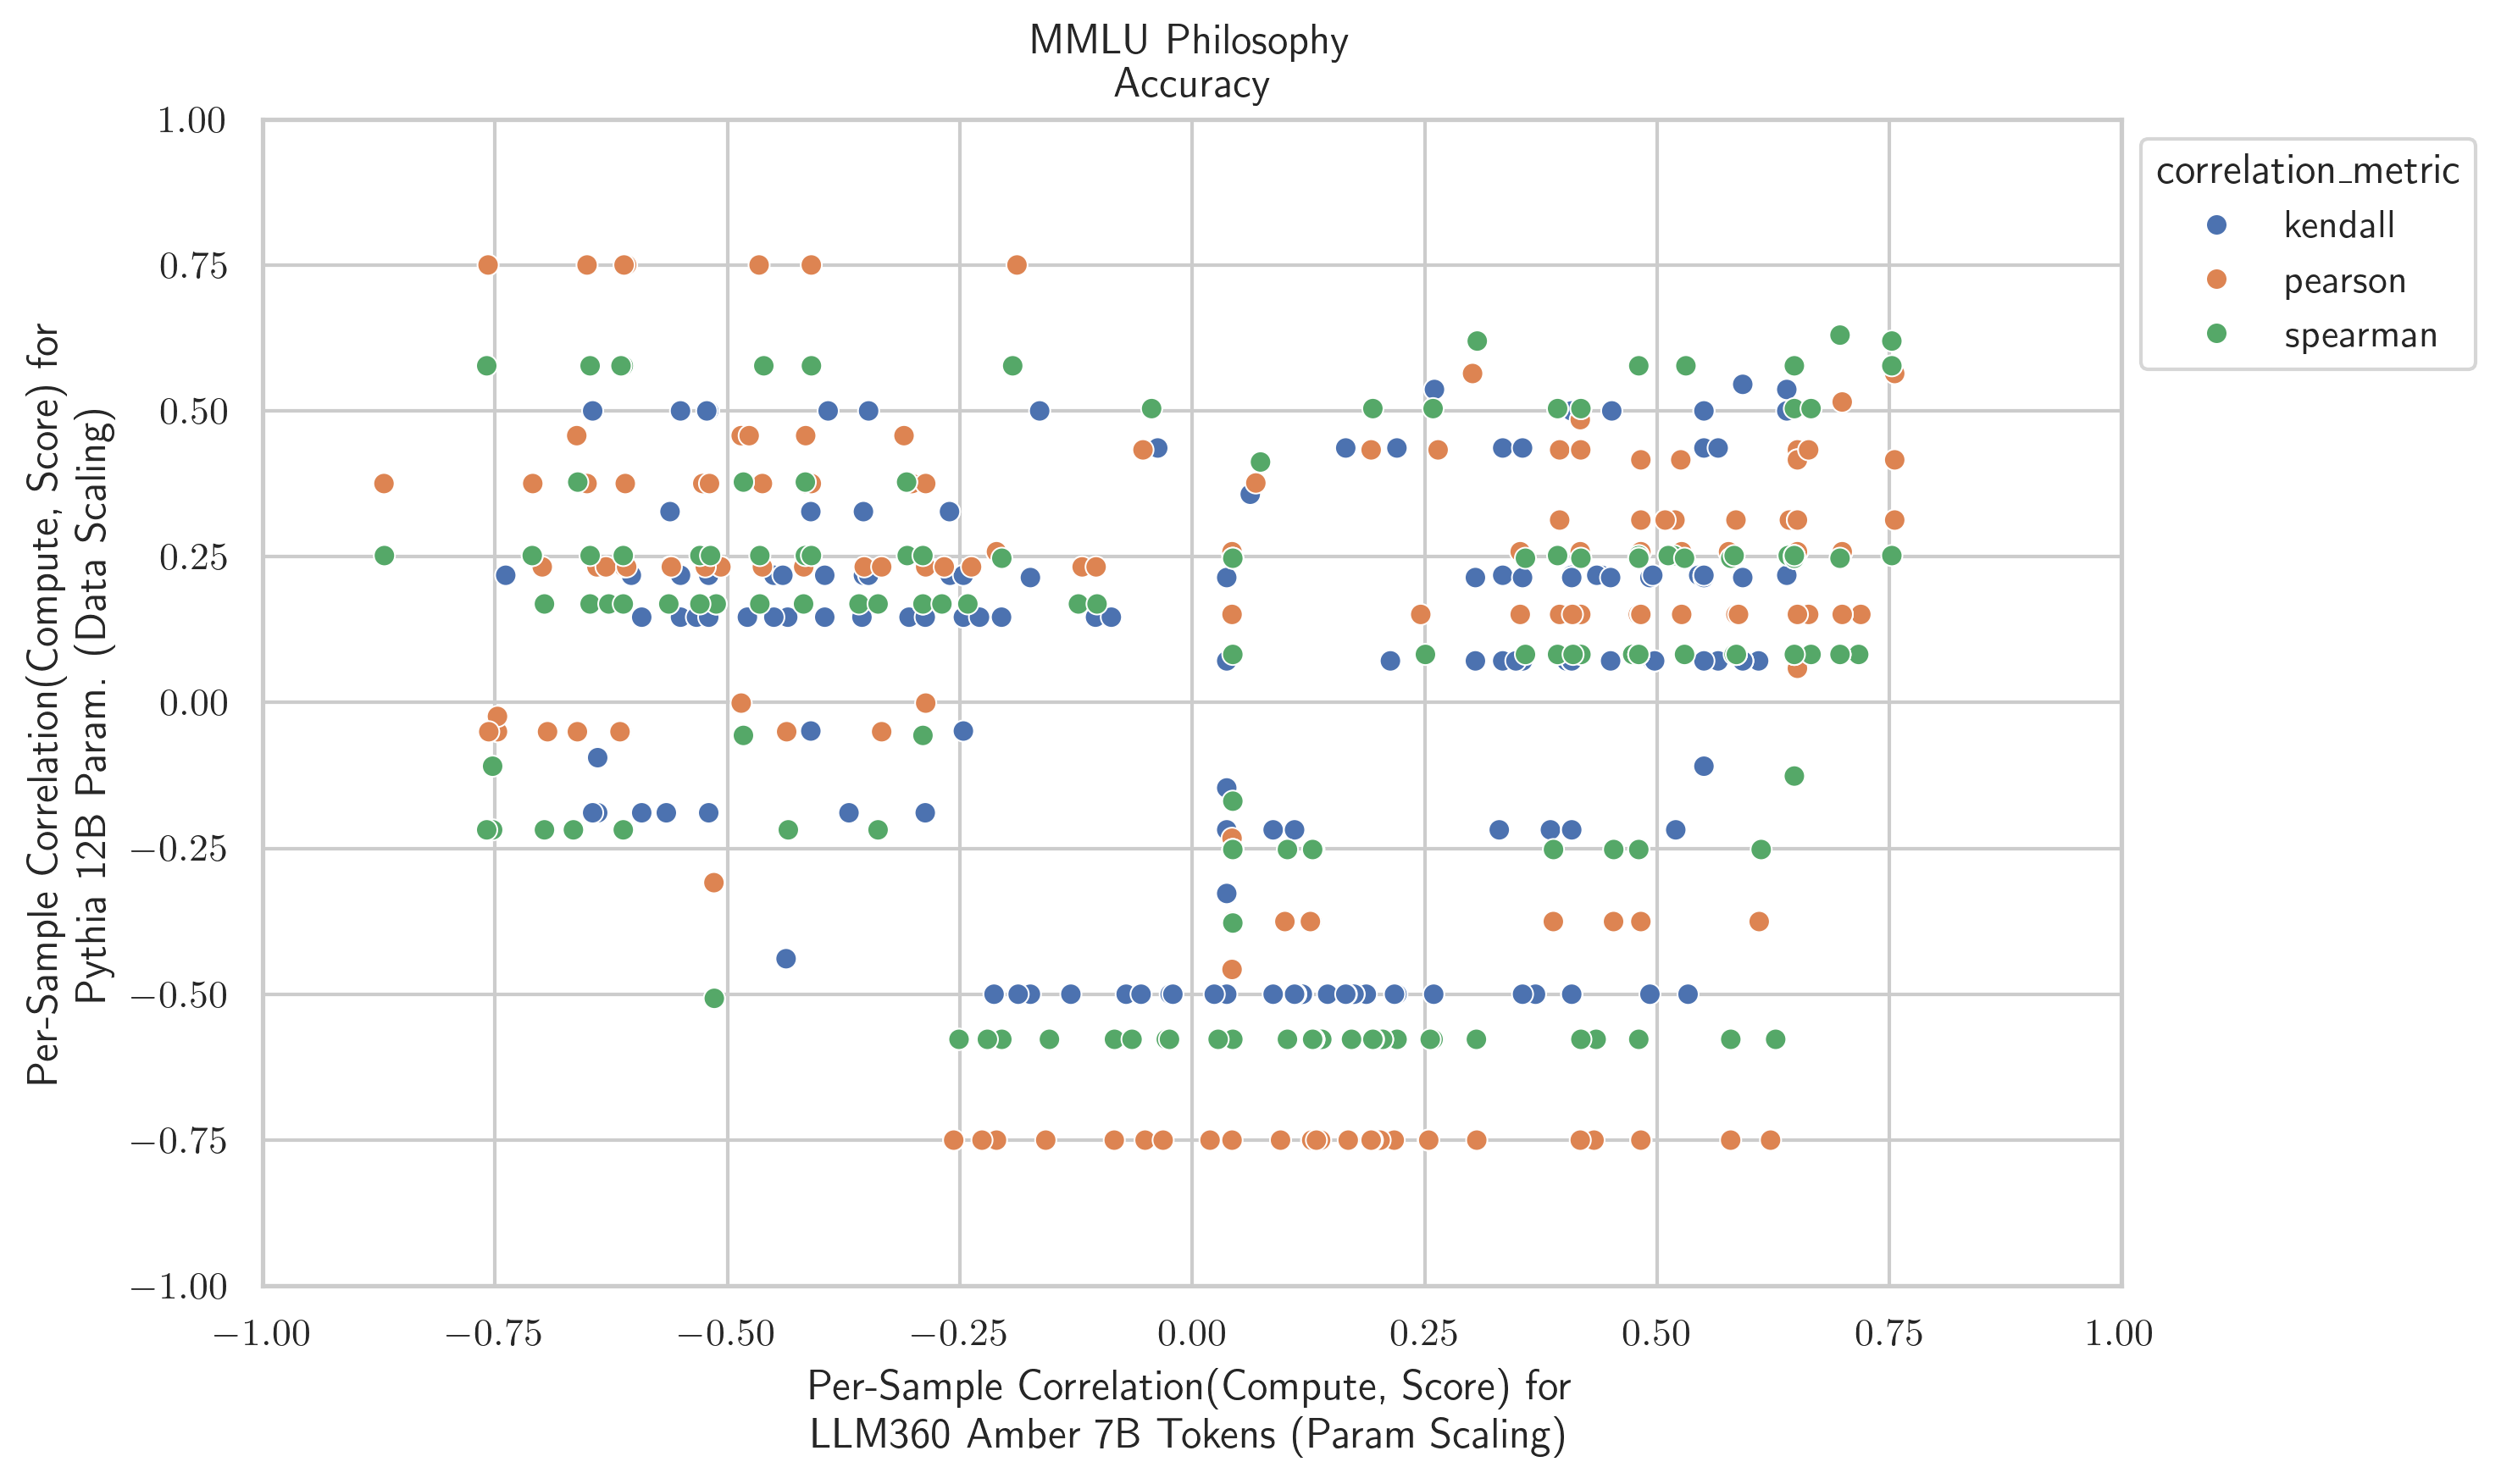 MMLU Philosophy
Accuracy
Per-Sample Correlation(Compute, Score) for
Pythia 12B Param. (Data Scaling)
1.00
0.75
0.50
0.25
0.00
−0.25
−0.50
−0.75
−1.00
−1.00 −0.75 −0.50 −0.25 0.00 0.25 0.50 0.75 1.00
Per-Sample Correlation(Compute, Score) for
LLM360 Amber 7B Tokens (Param Scaling)
correlation_metric
kendall
pearson
spearman